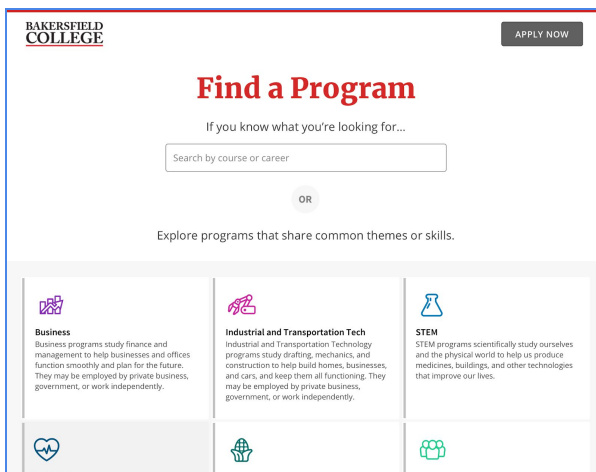 BAKERSFIELD
COLLEGE
APPLY NOW
Find a Program
If you know what you're looking for...
Search by course or career
OR
Explore programs that share common themes or skills.
Business
Business programs study finance and
management to help businesses and offices
function smoothly and plan for the future.
They may be employed by private business,
government, or work independently.
Industrial and Transportation Tech
Industrial and Transportation Technology
programs study drafting, mechanics, and
construction to help build homes, businesses,
and cars, and keep them all functioning. They
may be employed by private business,
government, or work independently.
STEM
STEM programs scientifically study ourselves
and the physical world to help us produce
medicines, buildings, and other technologies
that improve our lives.